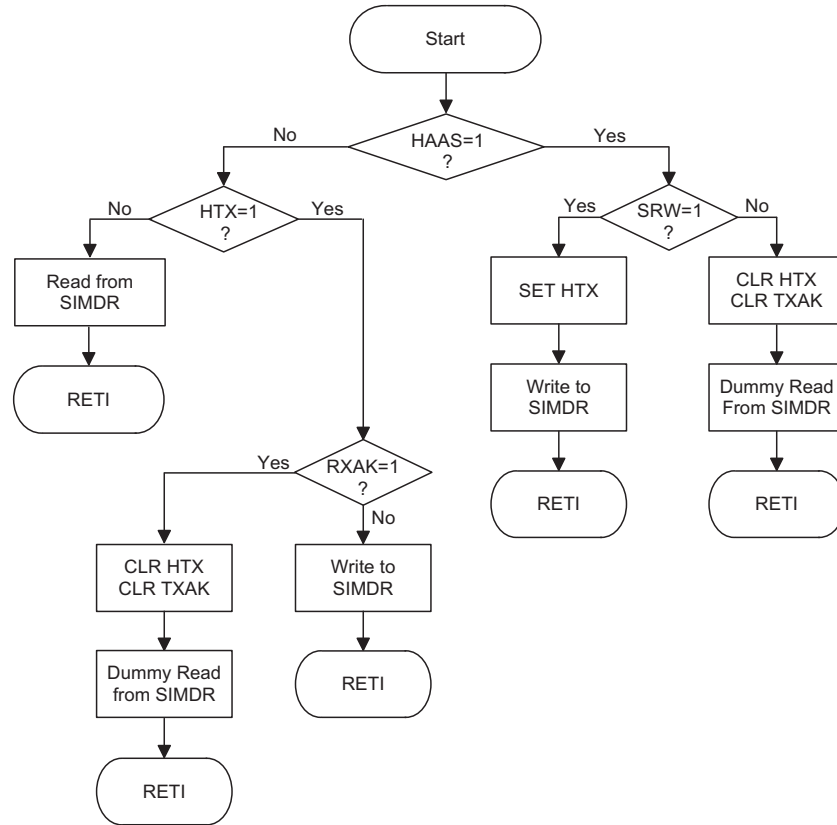 Start
No
HAAS=1
?
Yes
No
HTX=1
?
Yes
Yes
SRW=1
?
No
Read from
SIMDR
SET HTX
CLR HTX
CLR TXAK
RETI
Write to
SIMDR
Dummy Read
From SIMDR
Yes
RXAK=1
?
No
RETI
RETI
CLR HTX
CLR TXAK
Write to
SIMDR
Dummy Read
from SIMDR
RETI
RETI